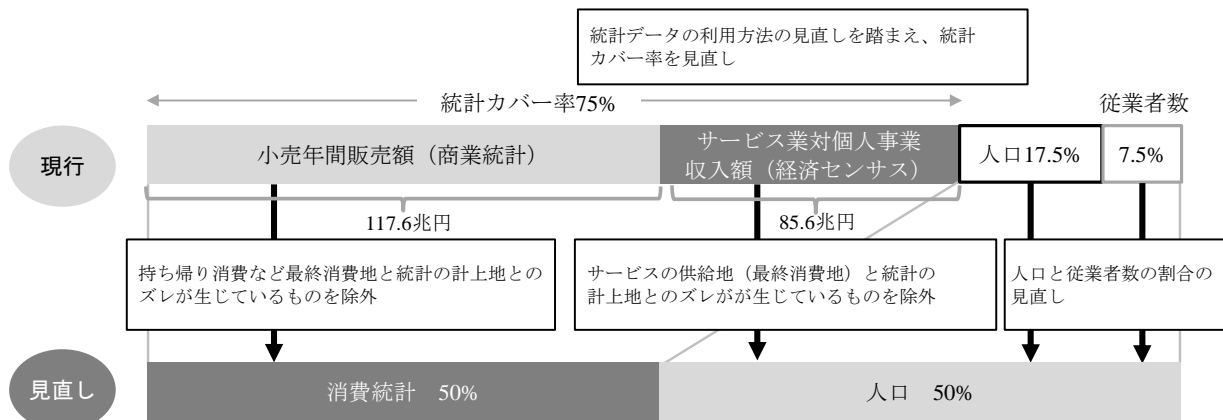 統計データの利用方法の見直しを踏まえ、統計
カバー率を見直し
統計カバー率75%
従業者数
現行
小売年間販売額（商業統計）
サービス業対個人事業
収入額（経済センサス）
人口17.5%
7.5%
117.6兆円
85.6兆円
持ち帰り消費など最終消費地と統計の計上地との
ズレが生じているものを除外
サービスの供給地（最終消費地）と統計の
計上地とのズレがが生じているものを除外
人口と従業者数の割合の
見直し
見直し
消費統計　50%
人口　50%